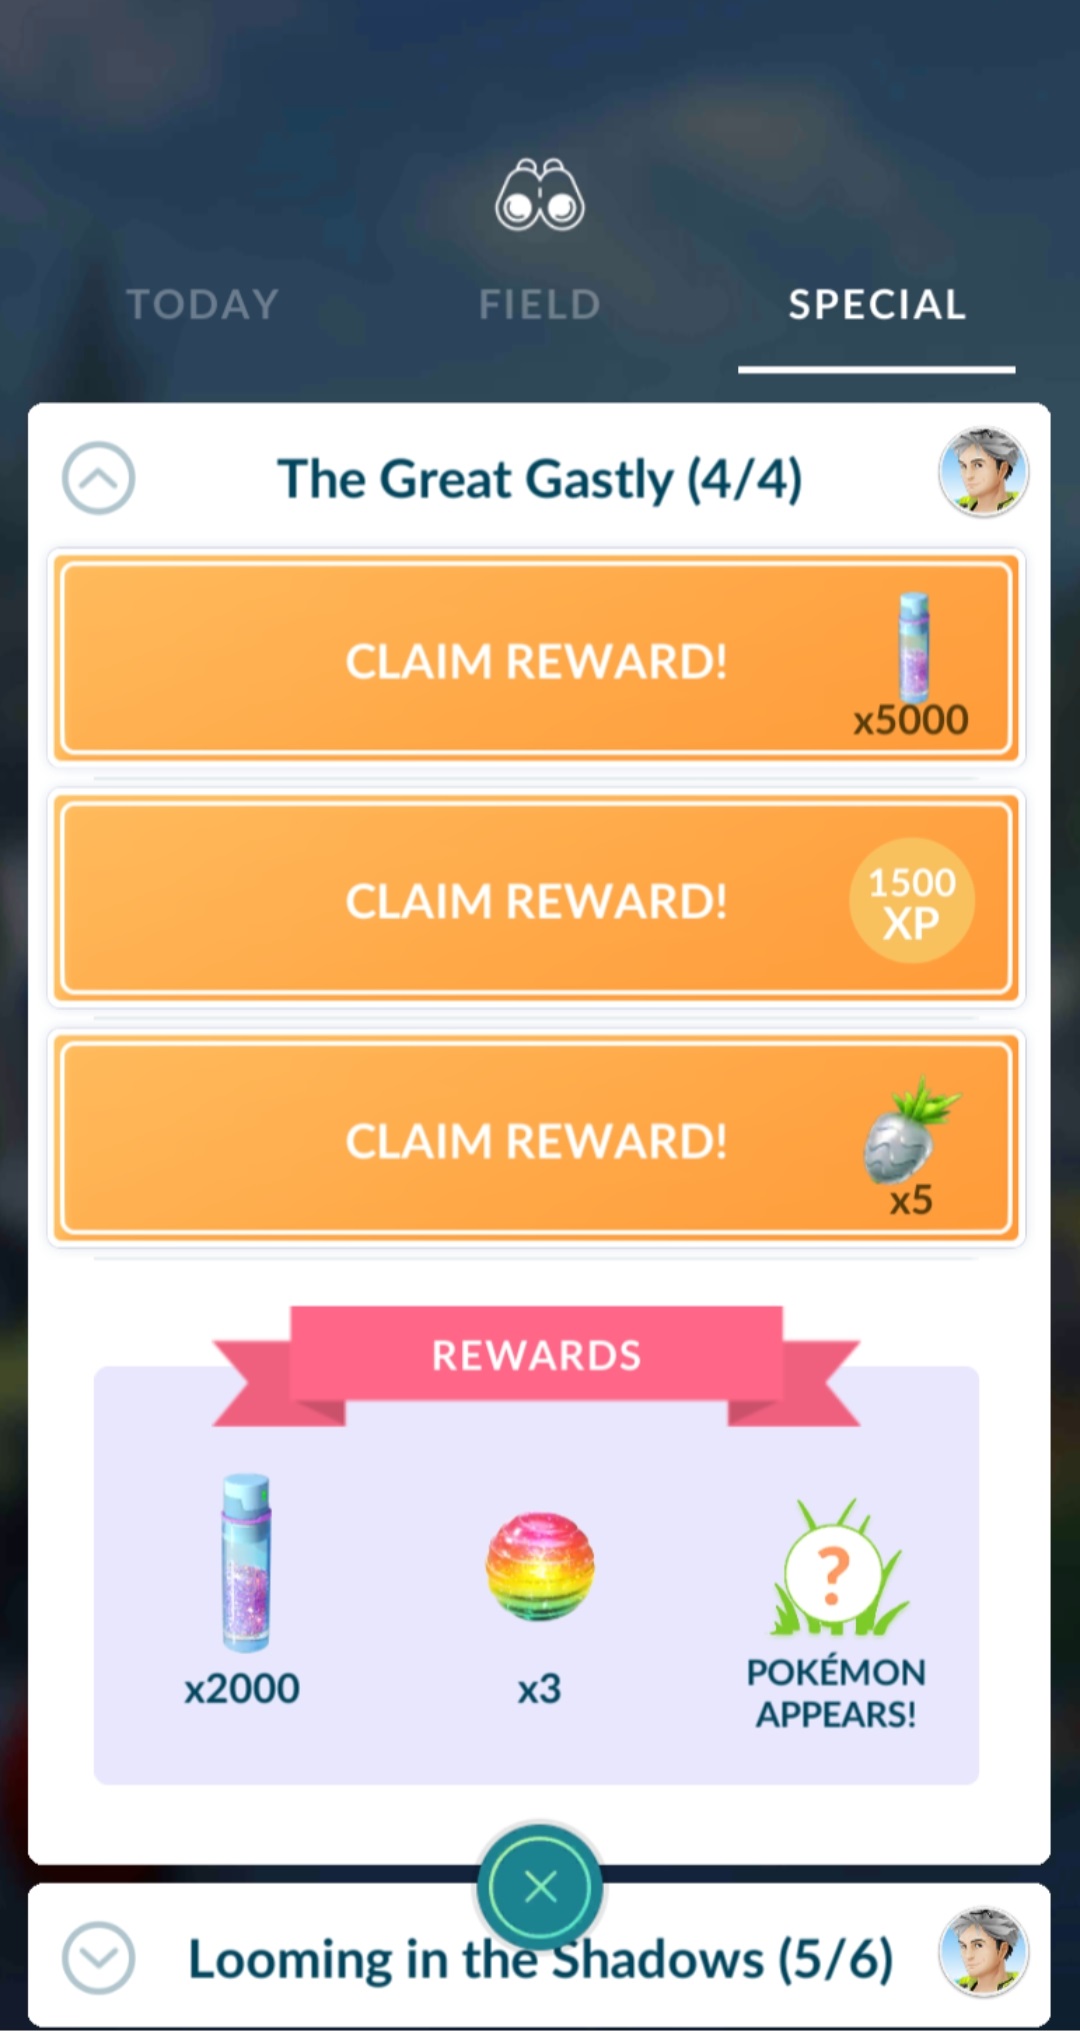 TODAY
FIELD
SPECIAL
The Great Gastly (4/4)
CLAIM REWARD!
x5000
CLAIM REWARD!
1500
XP
CLAIM REWARD!
x5
REWARDS
?
x2000
x3
POKÉMON
APPEARS!
Looming in the Shadows (5/6)